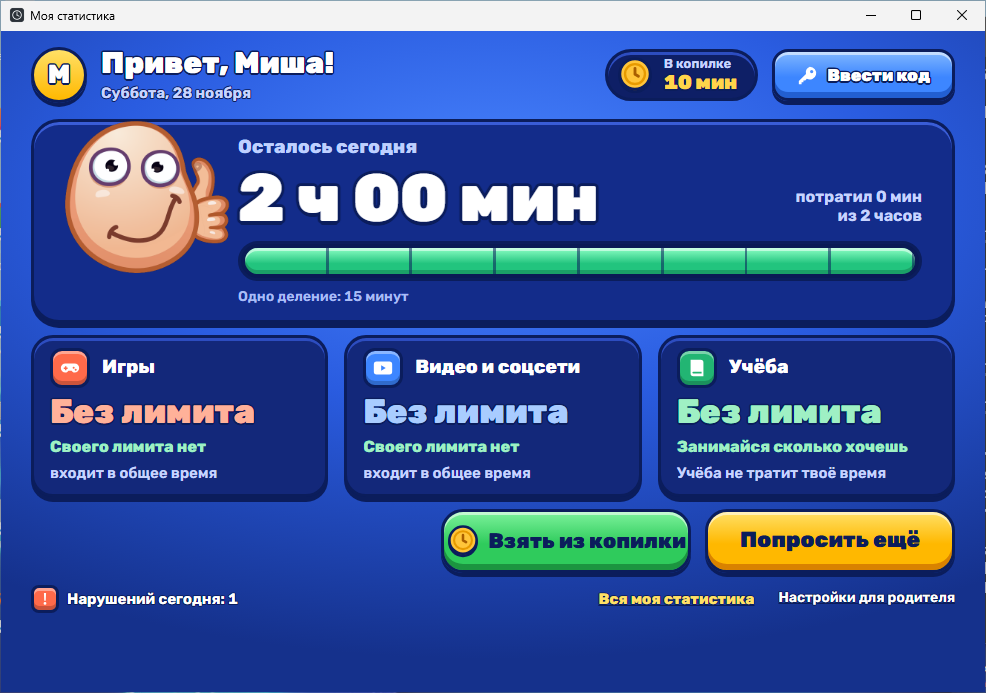 Моя статистика
М
Привет, Миша!
Суббота, 28 ноября
В копилке
10 мин
Ввести код
Осталось сегодня
2 ч 00 мин
потратил 0 мин
из 2 часов
Одно деление: 15 минут
Игры
Без лимита
Своего лимита нет
входит в общее время
Видео и соцсети
Без лимита
Своего лимита нет
входит в общее время
Учёба
Без лимита
Занимайся сколько хочешь
Учёба не тратит твоё время
Взять из копилки
Попросить ещё
! Нарушений сегодня: 1
Вся моя статистика
Настройки для родителя